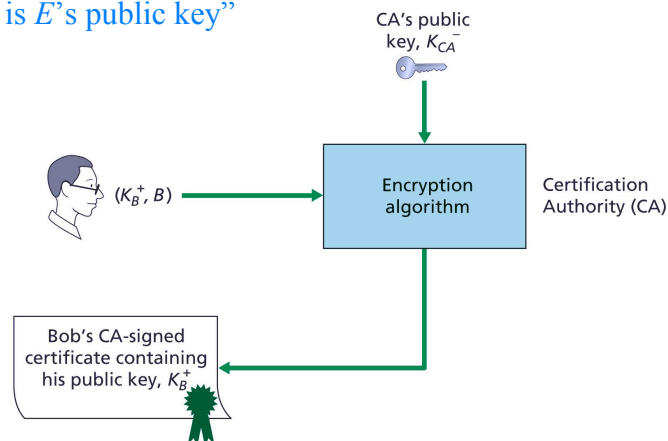 is E’s public key”
CA's public
key, K_CA^-
(K_B^+, B)
Encryption
algorithm
Certification
Authority (CA)
Bob's CA-signed
certificate containing
his public key, K_B^+